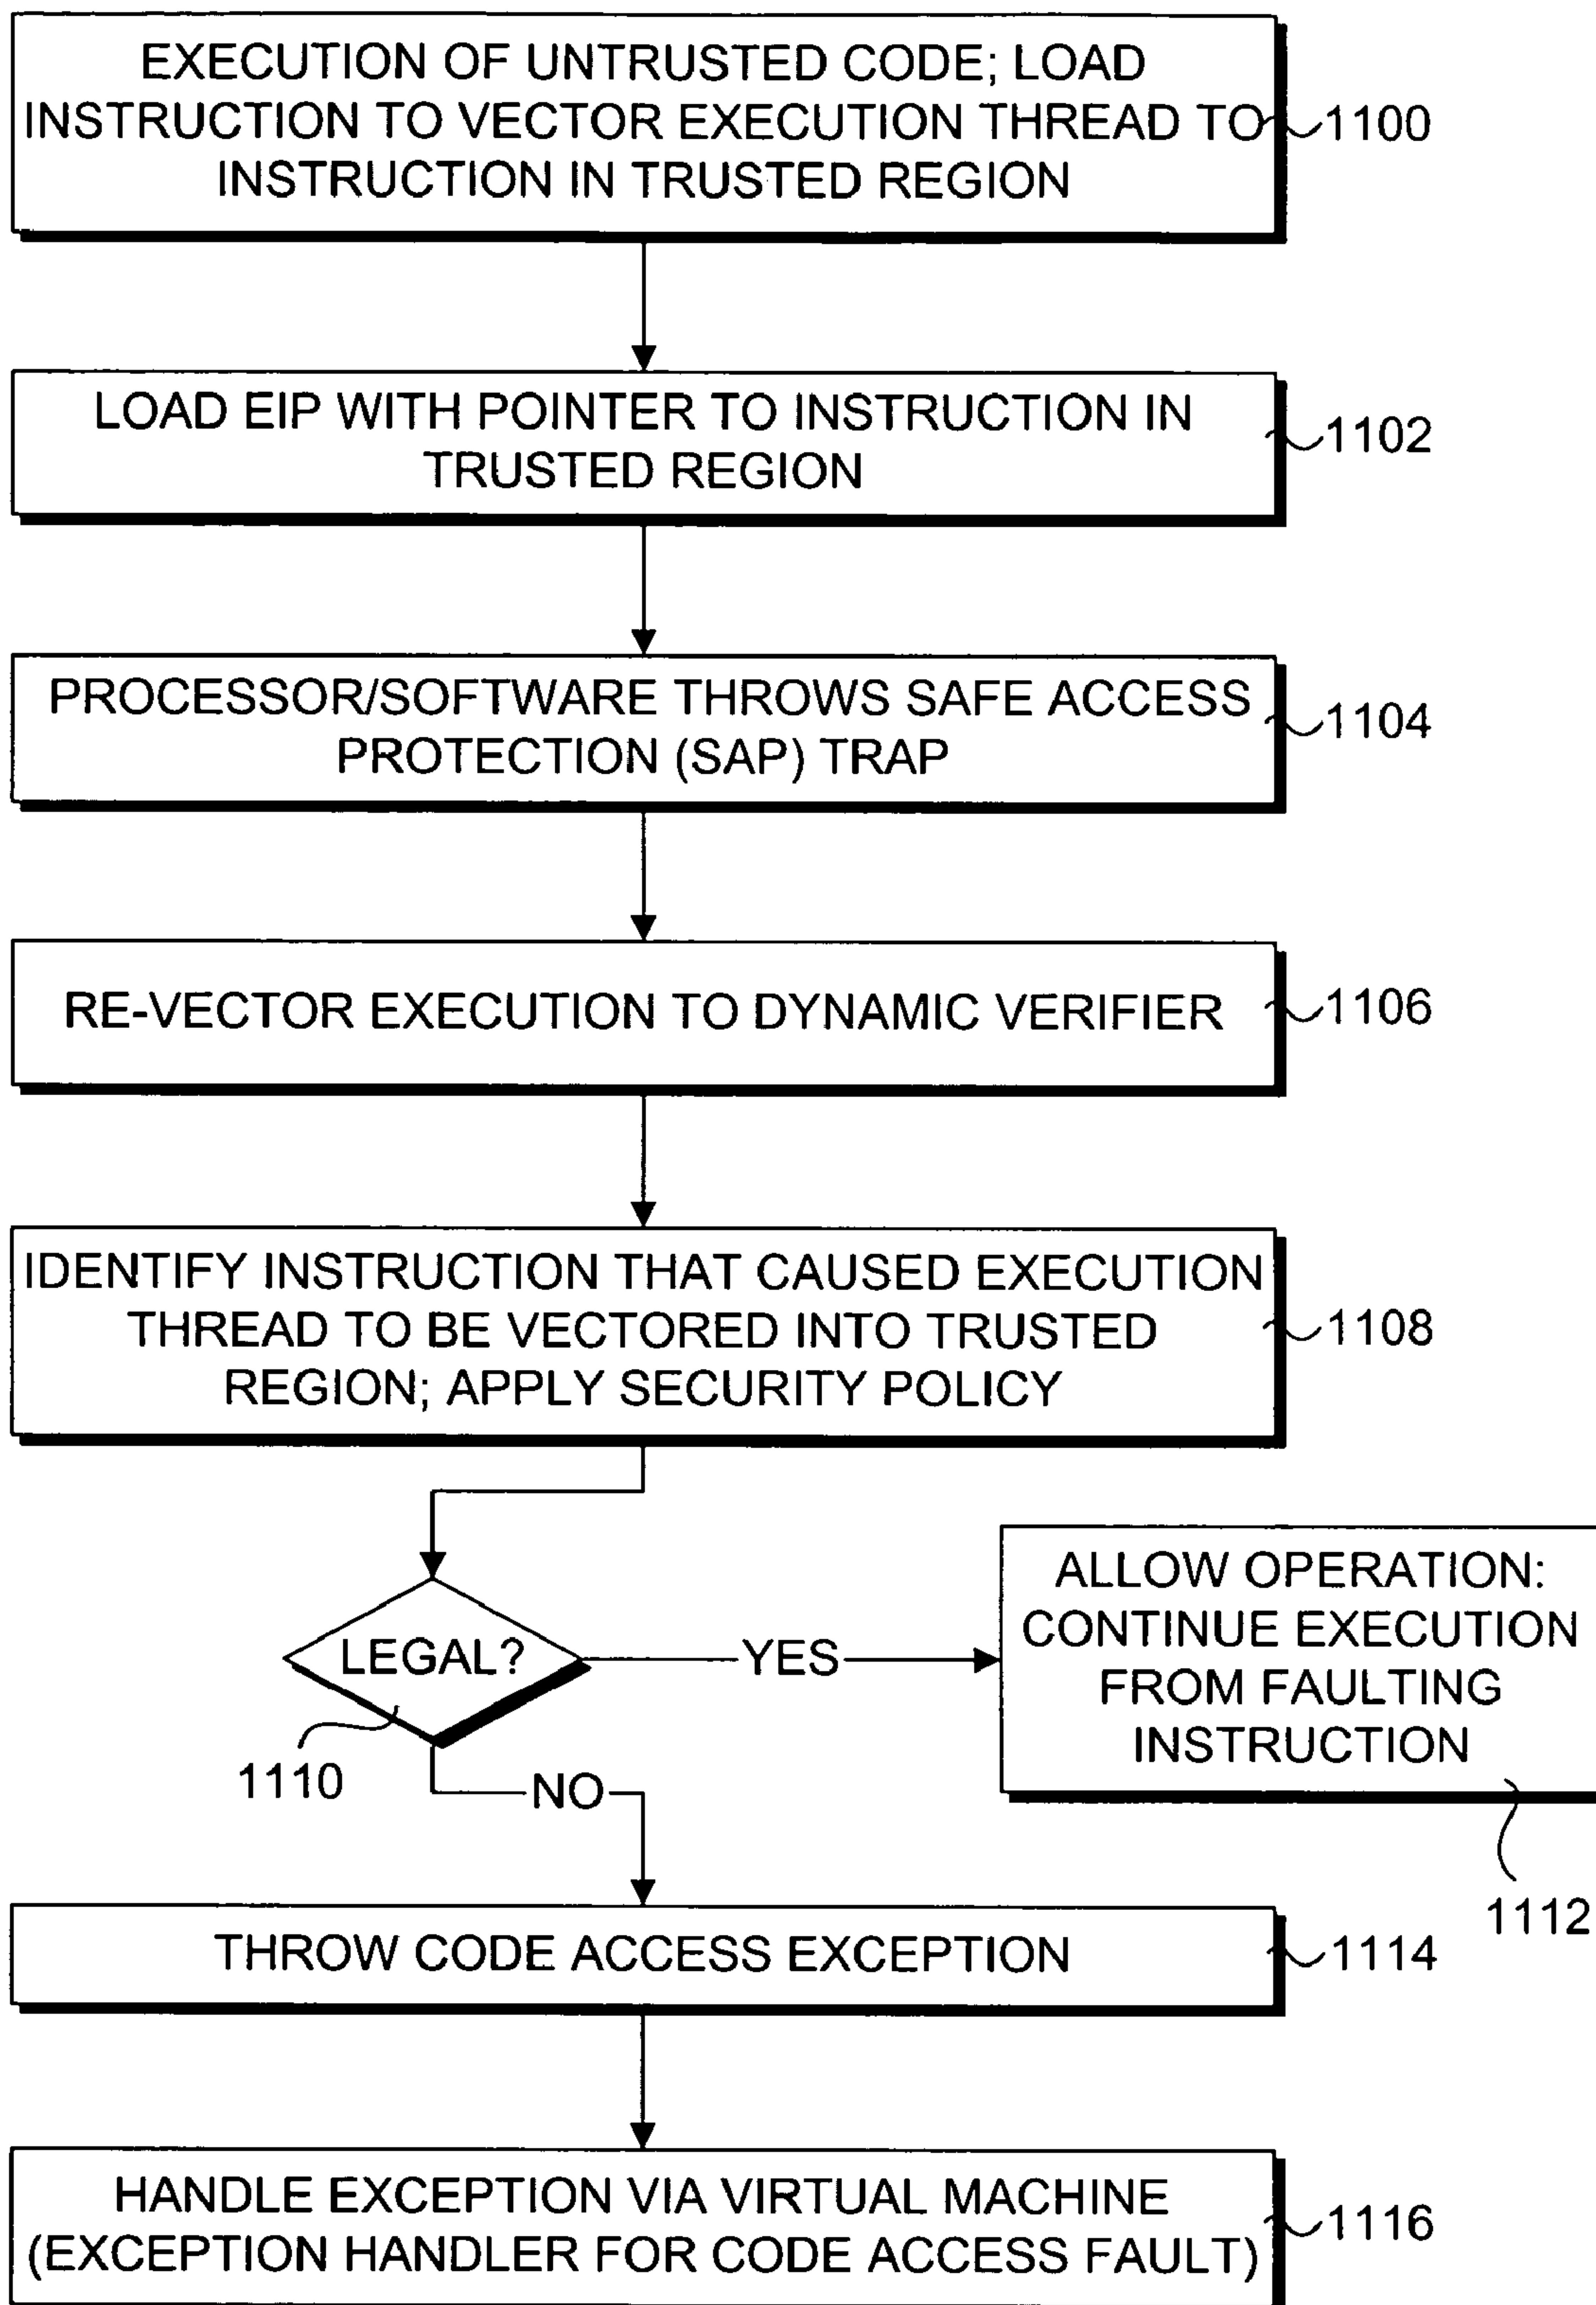 EXECUTION OF UNTRUSTED CODE; LOAD
INSTRUCTION TO VECTOR EXECUTION THREAD TO
INSTRUCTION IN TRUSTED REGION
1100
LOAD EIP WITH POINTER TO INSTRUCTION IN
TRUSTED REGION
1102
PROCESSOR/SOFTWARE THROWS SAFE ACCESS
PROTECTION (SAP) TRAP
1104
RE-VECTOR EXECUTION TO DYNAMIC VERIFIER
1106
IDENTIFY INSTRUCTION THAT CAUSED EXECUTION
THREAD TO BE VECTORED INTO TRUSTED
REGION; APPLY SECURITY POLICY
1108
LEGAL?
1110
YES
ALLOW OPERATION:
CONTINUE EXECUTION
FROM FAULTING
INSTRUCTION
1112
NO
THROW CODE ACCESS EXCEPTION
1114
HANDLE EXCEPTION VIA VIRTUAL MACHINE
(EXCEPTION HANDLER FOR CODE ACCESS FAULT)
1116